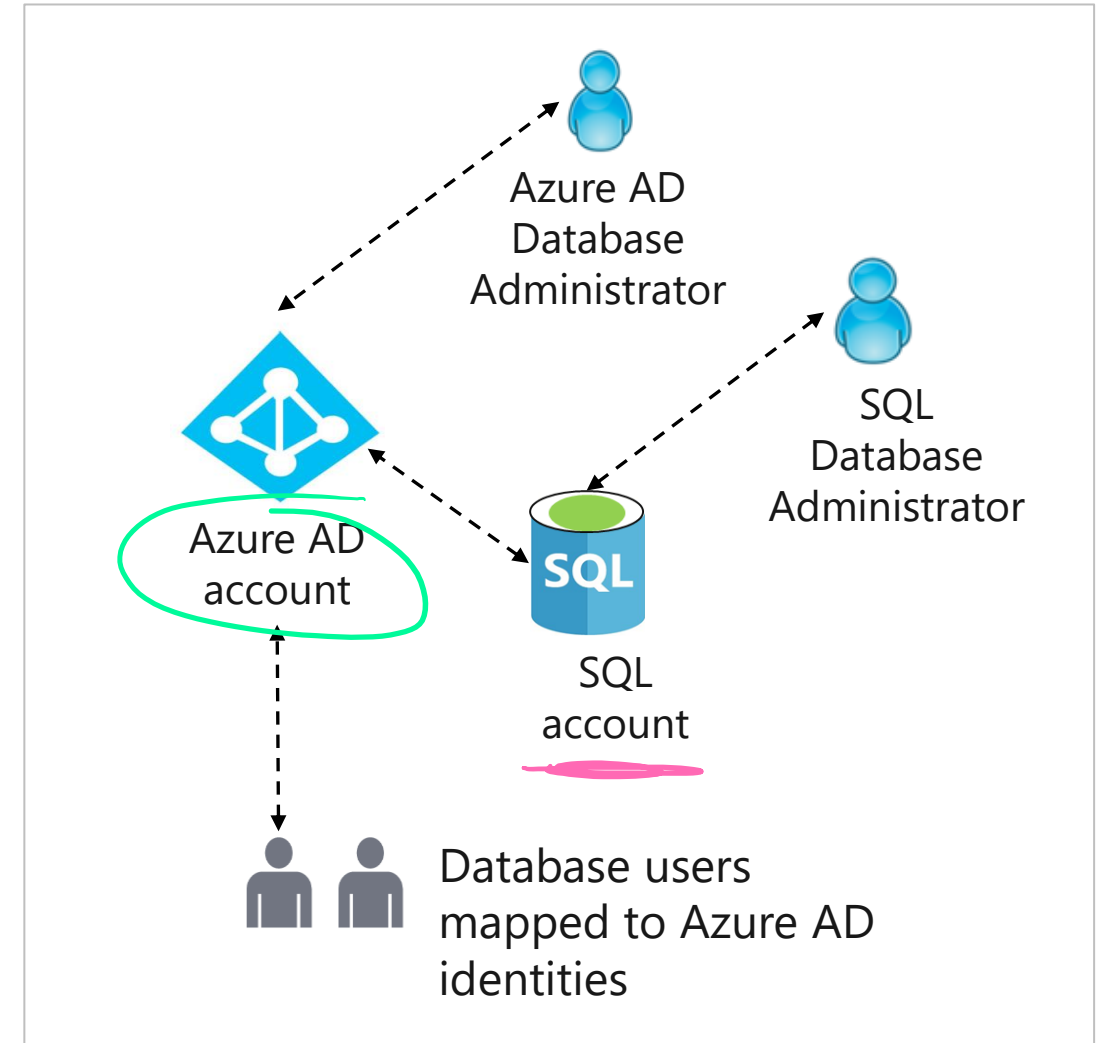 Azure AD
Database
Administrator
SQL
Database
Administrator
Azure AD
account
SQL
SQL
account
Database users
mapped to Azure AD
identities